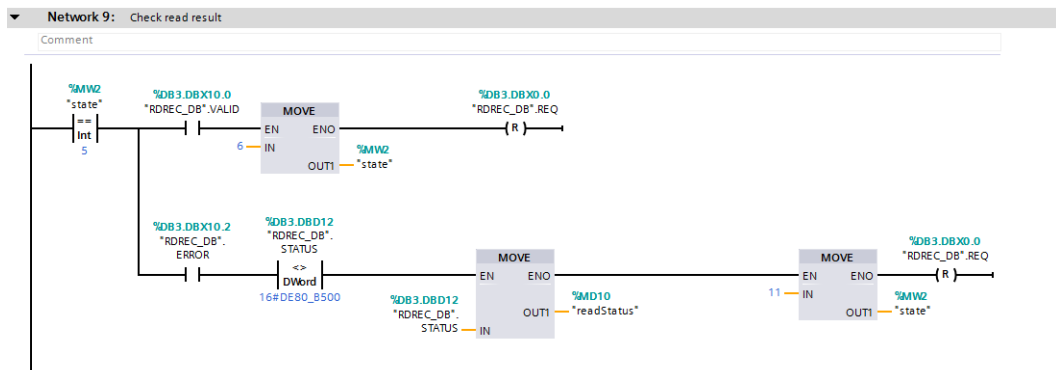 Network 9: Check read result
Comment
%MW2
"state"
==
Int
5
%DB3.DBX10.0
"RDREC_DB".VALID
MOVE
EN ENO
6 IN
OUT1
%MW2
"state"
%DB3.DBX0.0
"RDREC_DB".REQ
R
%DB3.DBX10.2
"RDREC_DB".
ERROR
%DB3.DBD12
"RDREC_DB".
STATUS
<>
DWord
16#DE80_B500
MOVE
EN ENO
%DB3.DBD12
"RDREC_DB".
STATUS IN
OUT1
%MD10
"readStatus"
MOVE
EN ENO
11 IN
OUT1
%MW2
"state"
%DB3.DBX0.0
"RDREC_DB".REQ
R